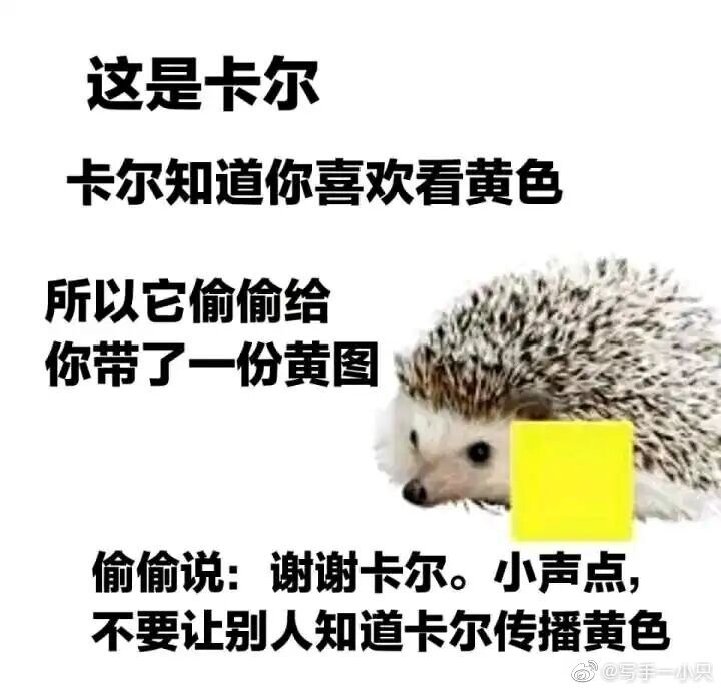 这是卡尔
卡尔知道你喜欢看黄色
所以它偷偷给
你带了一份黄图
偷偷说：谢谢卡尔。小声点，
不要让别人知道卡尔传播黄色
@写手一小只